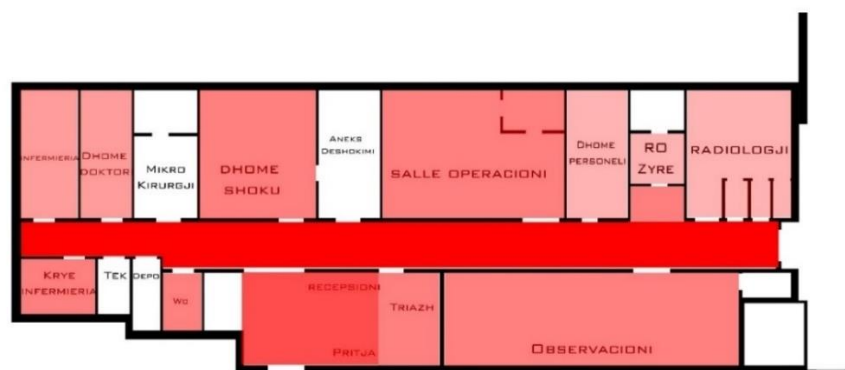 INFERMIERIA
DHOME
DOKTOR
MIKRO
KIRURGJI
DHOME
SHOKU
ANEKS
DESHOKIMI
SALLE OPERACIONI
DHOME
PERSONELI
RO
ZYRE
RADIOLOGJI
KRYE
INFERMIERIA
TEK
DEPO
WC
RECEPSIONI
TRIAZH
PRITJA
OBSERVACIONI